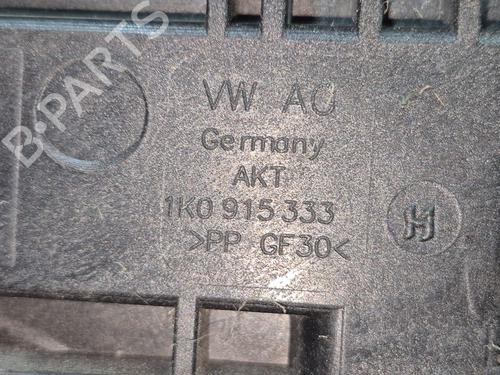 B-PARTS
VW AG
Germany
AKT
1K0 915 333
>PP GF30<
H